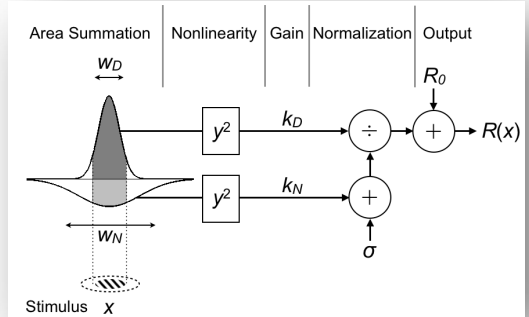 Area Summation Nonlinearity Gain Normalization Output
w_D
R_0
y² k_D ÷ + R(x)
y² k_N +
w_N
σ
Stimulus x